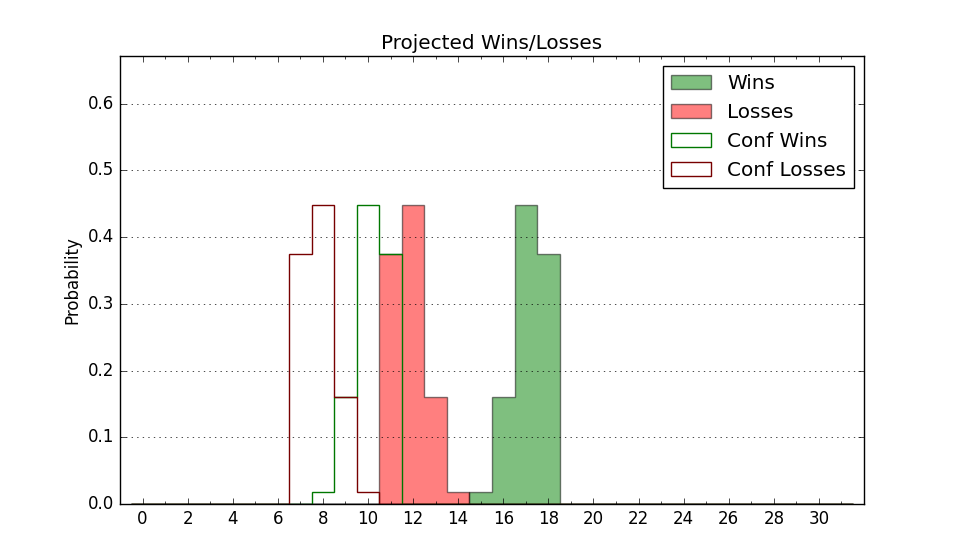 Projected Wins/Losses
Wins
Losses
Conf Wins
Conf Losses
Probability
0.6
0.5
0.4
0.3
0.2
0.1
0.0
0 2 4 6 8 10 12 14 16 18 20 22 24 26 28 30